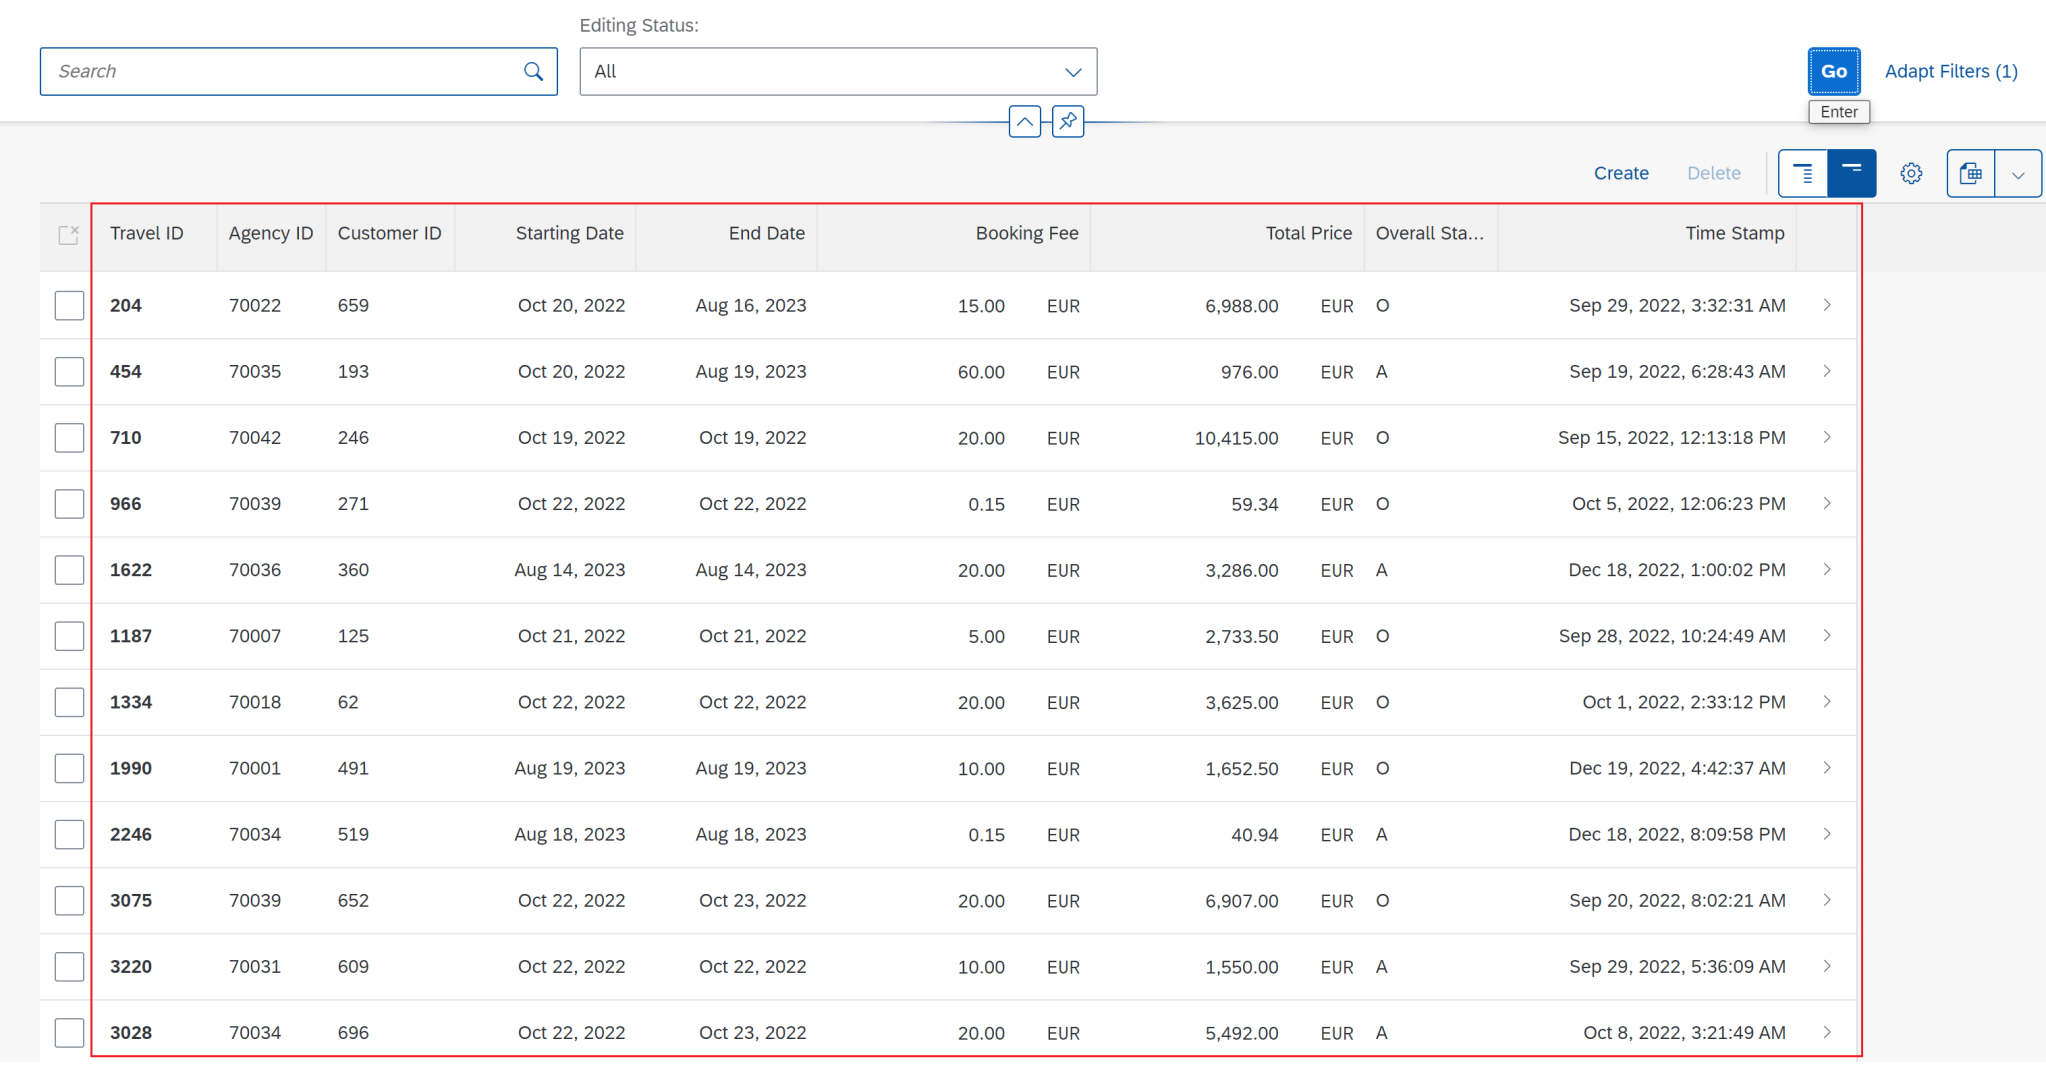 Editing Status:
Search All Go Adapt Filters (1)
Enter
Create Delete
Travel ID Agency ID Customer ID Starting Date End Date Booking Fee Total Price Overall Sta... Time Stamp
204 70022 659 Oct 20, 2022 Aug 16, 2023 15.00 EUR 6,988.00 EUR O Sep 29, 2022, 3:32:31 AM
454 70035 193 Oct 20, 2022 Aug 19, 2023 60.00 EUR 976.00 EUR A Sep 19, 2022, 6:28:43 AM
710 70042 246 Oct 19, 2022 Oct 19, 2022 20.00 EUR 10,415.00 EUR O Sep 15, 2022, 12:13:18 PM
966 70039 271 Oct 22, 2022 Oct 22, 2022 0.15 EUR 59.34 EUR O Oct 5, 2022, 12:06:23 PM
1622 70036 360 Aug 14, 2023 Aug 14, 2023 20.00 EUR 3,286.00 EUR A Dec 18, 2022, 1:00:02 PM
1187 70007 125 Oct 21, 2022 Oct 21, 2022 5.00 EUR 2,733.50 EUR O Sep 28, 2022, 10:24:49 AM
1334 70018 62 Oct 22, 2022 Oct 22, 2022 20.00 EUR 3,625.00 EUR O Oct 1, 2022, 2:33:12 PM
1990 70001 491 Aug 19, 2023 Aug 19, 2023 10.00 EUR 1,652.50 EUR O Dec 19, 2022, 4:42:37 AM
2246 70034 519 Aug 18, 2023 Aug 18, 2023 0.15 EUR 40.94 EUR A Dec 18, 2022, 8:09:58 PM
3075 70039 652 Oct 22, 2022 Oct 23, 2022 20.00 EUR 6,907.00 EUR O Sep 20, 2022, 8:02:21 AM
3220 70031 609 Oct 22, 2022 Oct 22, 2022 10.00 EUR 1,550.00 EUR A Sep 29, 2022, 5:36:09 AM
3028 70034 696 Oct 22, 2022 Oct 23, 2022 20.00 EUR 5,492.00 EUR A Oct 8, 2022, 3:21:49 AM